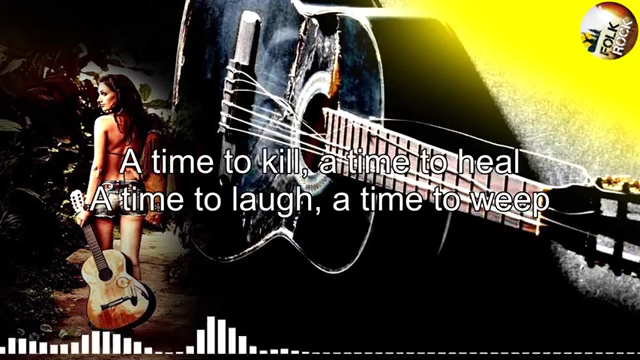 FOLK
ROCK
A time to kill, a time to heal
A time to laugh, a time to weep